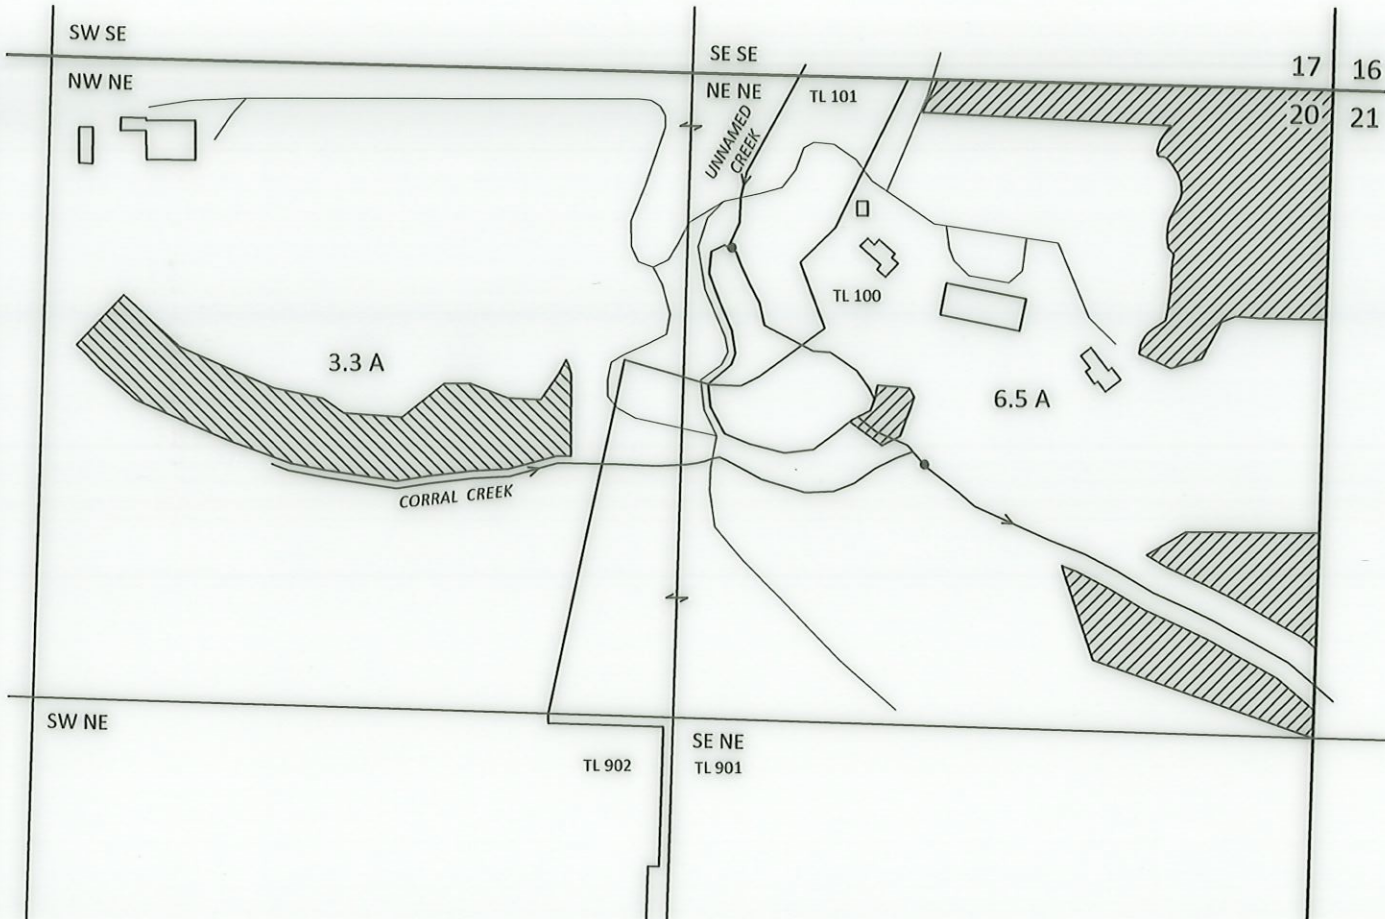 SW SE
SE SE
17
16
NW NE
NE NE
TL 101
20
21
UNNAMED
CREEK
TL 100
3.3 A
6.5 A
CORRAL CREEK
SW NE
SE NE
TL 902
TL 901